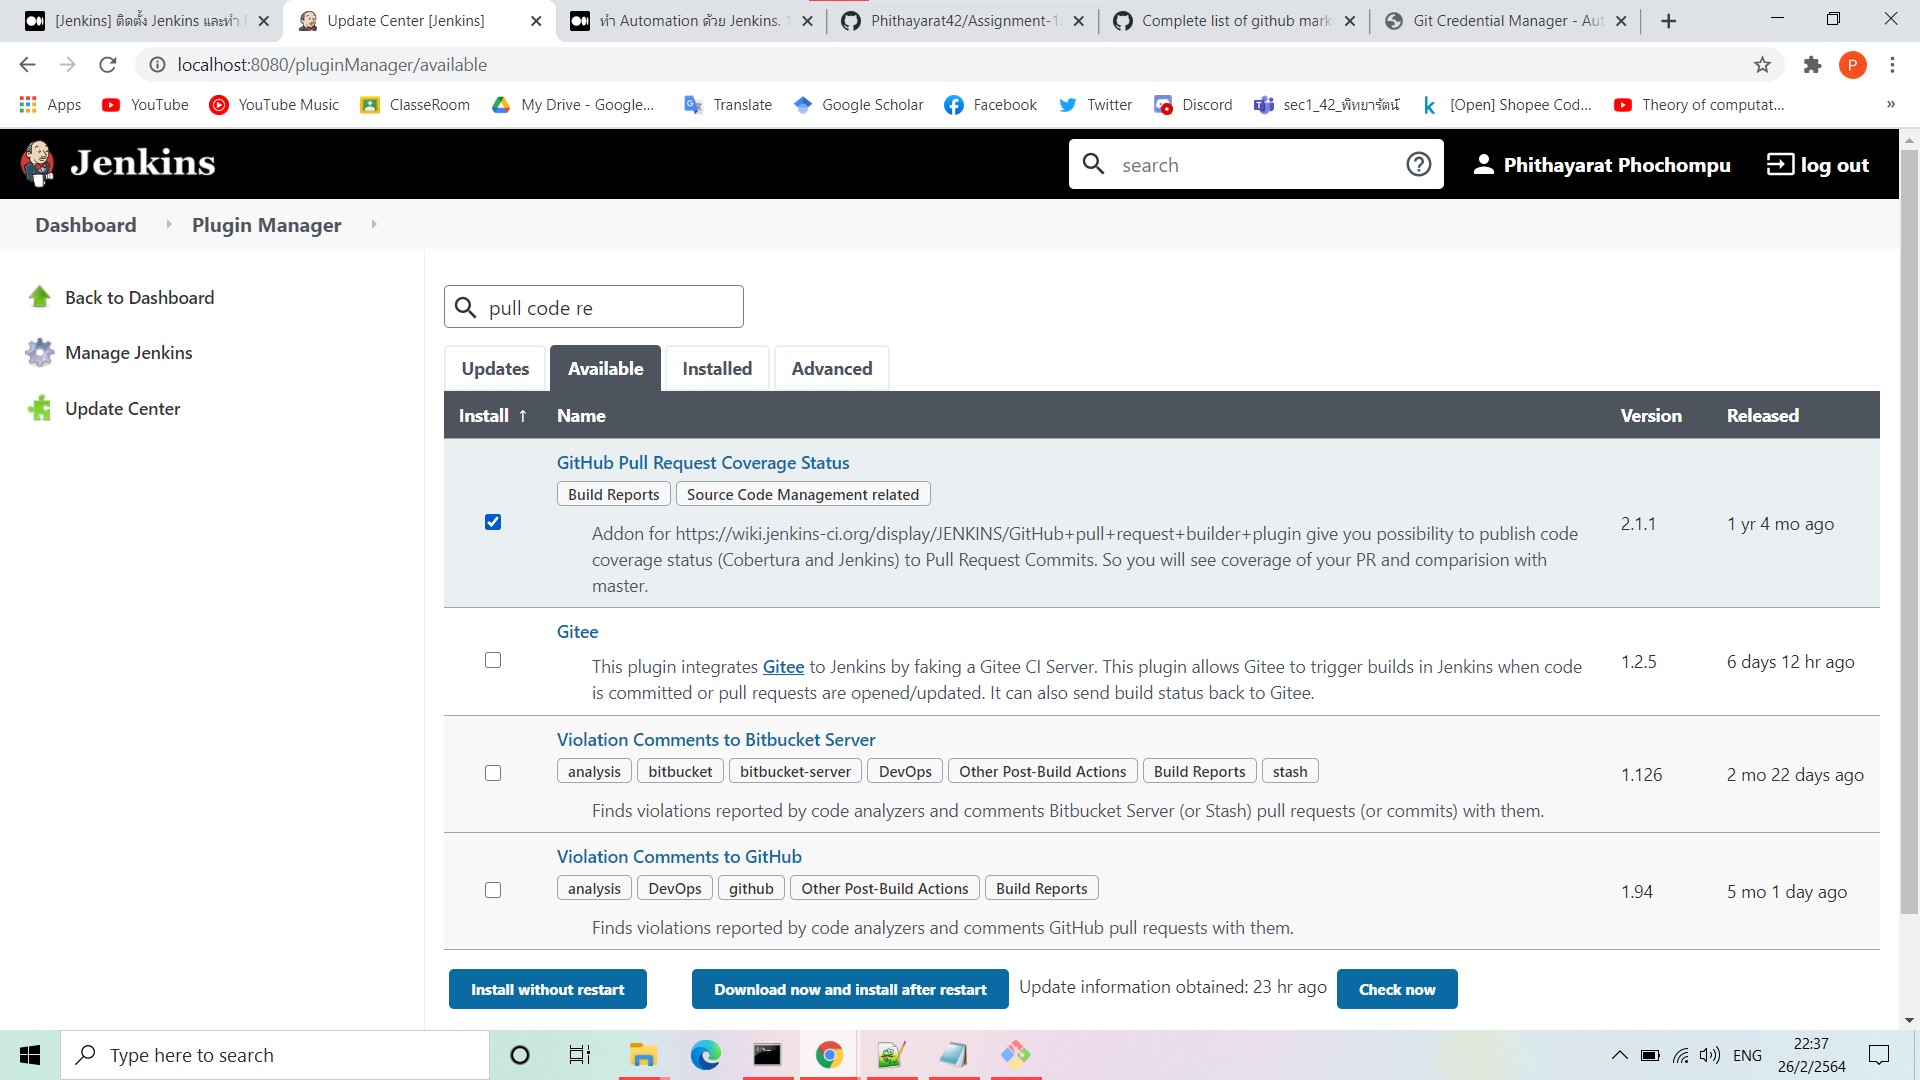 [Jenkins] ติดตั้ง Jenkins และทำ
Update Center [Jenkins]
ทำ Automation ด้วย Jenkins.
Phithayarat42/Assignment-1
Complete list of github mark
Git Credential Manager - Aut
localhost:8080/pluginManager/available
P
Apps
YouTube
YouTube Music
ClasseRoom
My Drive - Google...
Translate
Google Scholar
Facebook
Twitter
Discord
sec1_42_พิทยารัตน์
[Open] Shopee Cod...
Theory of computat...
»
Jenkins
search
Phithayarat Phochompu
log out
Dashboard
Plugin Manager
Back to Dashboard
Manage Jenkins
Update Center
pull code re
Updates
Available
Installed
Advanced
Install ↑ Name Version Released
GitHub Pull Request Coverage Status
Build Reports Source Code Management related
Addon for https://wiki.jenkins-ci.org/display/JENKINS/GitHub+pull+request+builder+plugin give you possibility to publish code
coverage status (Cobertura and Jenkins) to Pull Request Commits. So you will see coverage of your PR and comparision with
master.
2.1.1
1 yr 4 mo ago
Gitee
This plugin integrates Gitee to Jenkins by faking a Gitee CI Server. This plugin allows Gitee to trigger builds in Jenkins when code
is committed or pull requests are opened/updated. It can also send build status back to Gitee.
1.2.5
6 days 12 hr ago
Violation Comments to Bitbucket Server
analysis bitbucket bitbucket-server DevOps Other Post-Build Actions Build Reports stash
Finds violations reported by code analyzers and comments Bitbucket Server (or Stash) pull requests (or commits) with them.
1.126
2 mo 22 days ago
Violation Comments to GitHub
analysis DevOps github Other Post-Build Actions Build Reports
Finds violations reported by code analyzers and comments GitHub pull requests with them.
1.94
5 mo 1 day ago
Install without restart
Download now and install after restart
Update information obtained: 23 hr ago
Check now
Type here to search
ENG
22:37
26/2/2564